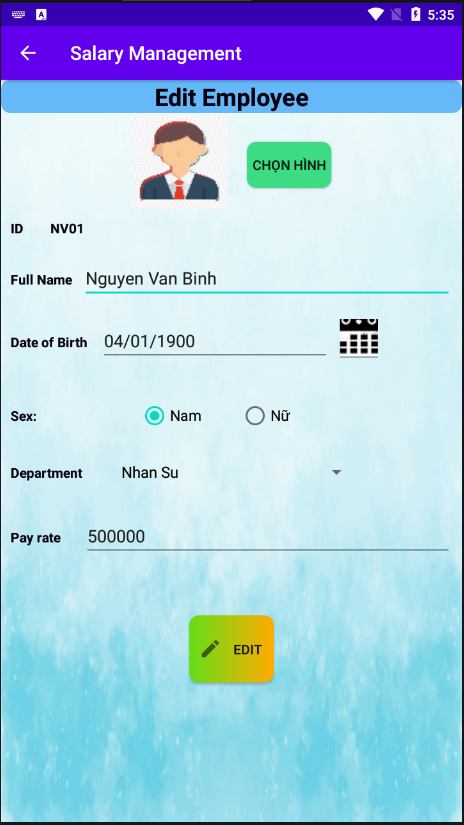 5:35
Salary Management
Edit Employee
CHỌN HÌNH
ID NV01
Full Name Nguyen Van Binh
Date of Birth 04/01/1900
Sex: Nam Nữ
Department Nhan Su
Pay rate 500000
EDIT